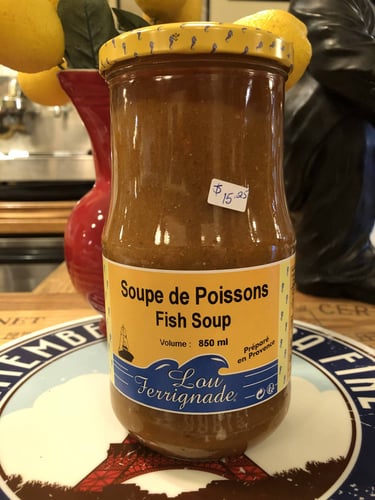 $ 15.25
Soupe de Poissons
Fish Soup
Volume : 850 ml
Préparé
en Provence
Lou
Ferrignade